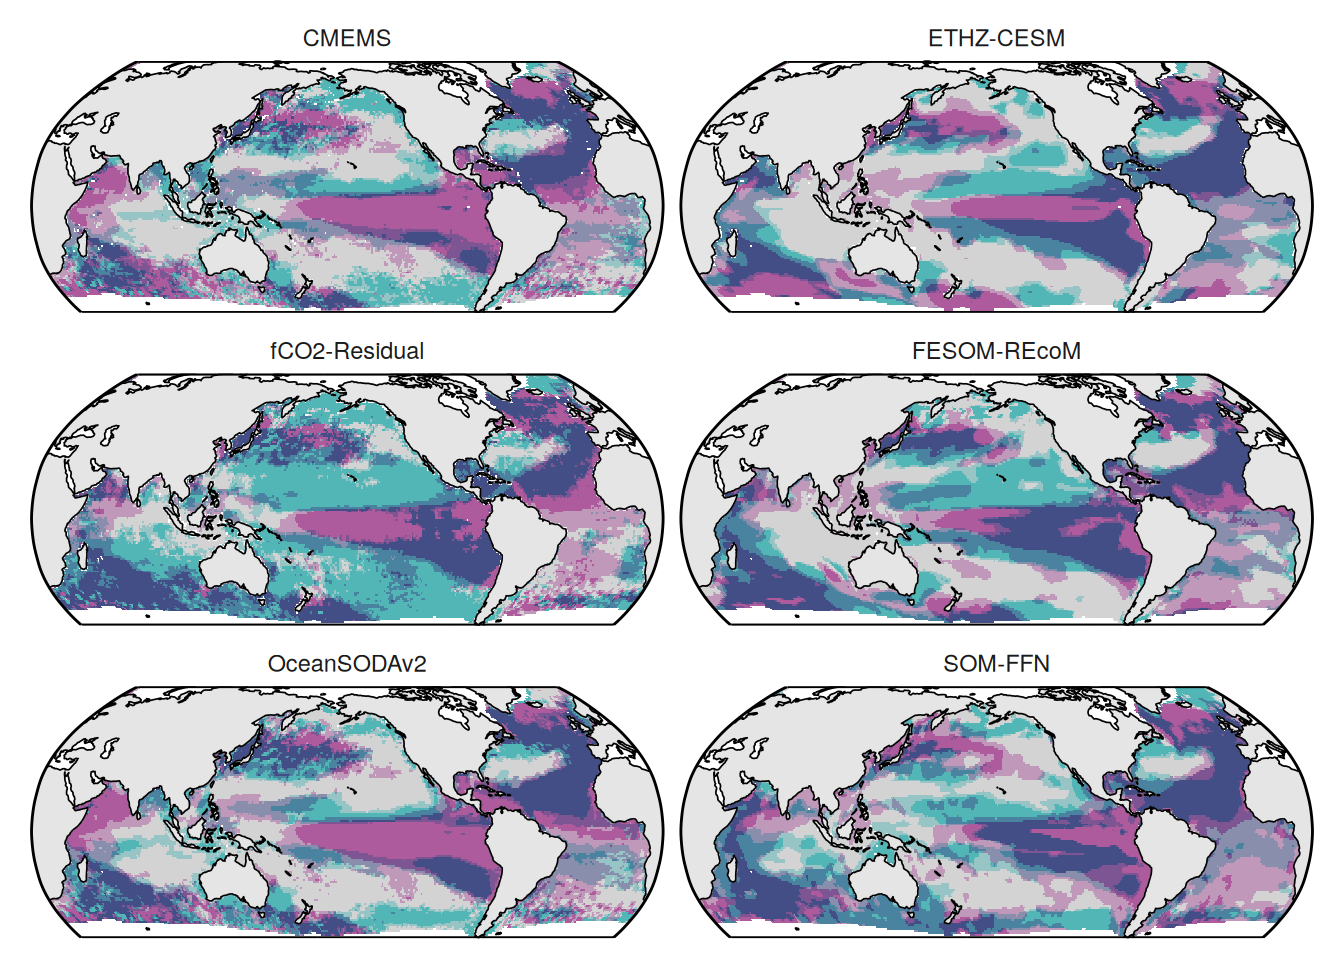 CMEMS
ETHZ-CESM
fCO2-Residual
FESOM-REcoM
OceanSODAv2
SOM-FFN